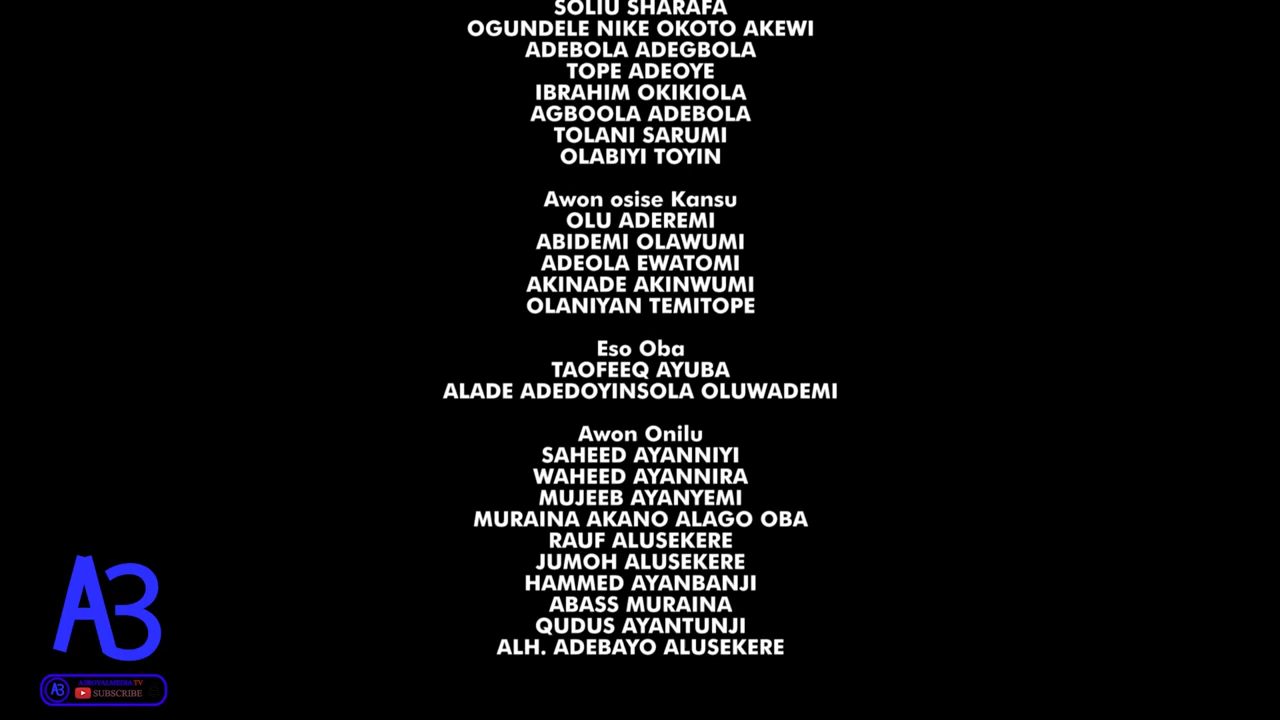 SOLIU SHARAFA
OGUNDELE NIKE OKOTO AKEWI
ADEBOLA ADEGBOLA
TOPE ADEOYE
IBRAHIM OKIKIOLA
AGBOOLA ADEBOLA
TOLANI SARUMI
OLABIYI TOYIN
Awon osise Kansu
OLU ADEREMI
ABIDEMI OLAWUMI
ADEOLA EWATOMI
AKINADE AKINWUMI
OLANIYAN TEMITOPE
Eso Oba
TAOFEEQ AYUBA
ALADE ADEDOYINSOLA OLUWADEMI
Awon Onilu
SAHEED AYANNIYI
WAHEED AYANNIRA
MUJEEB AYANYEMI
MURAINA AKANO ALAGO OBA
RAUF ALUSEKERE
JUMOH ALUSEKERE
HAMMED AYANBANJI
ABASS MURAINA
QUDUS AYANTUNJI
ALH. ADEBAYO ALUSEKERE
A3
A3
TV
SUBSCRIBE